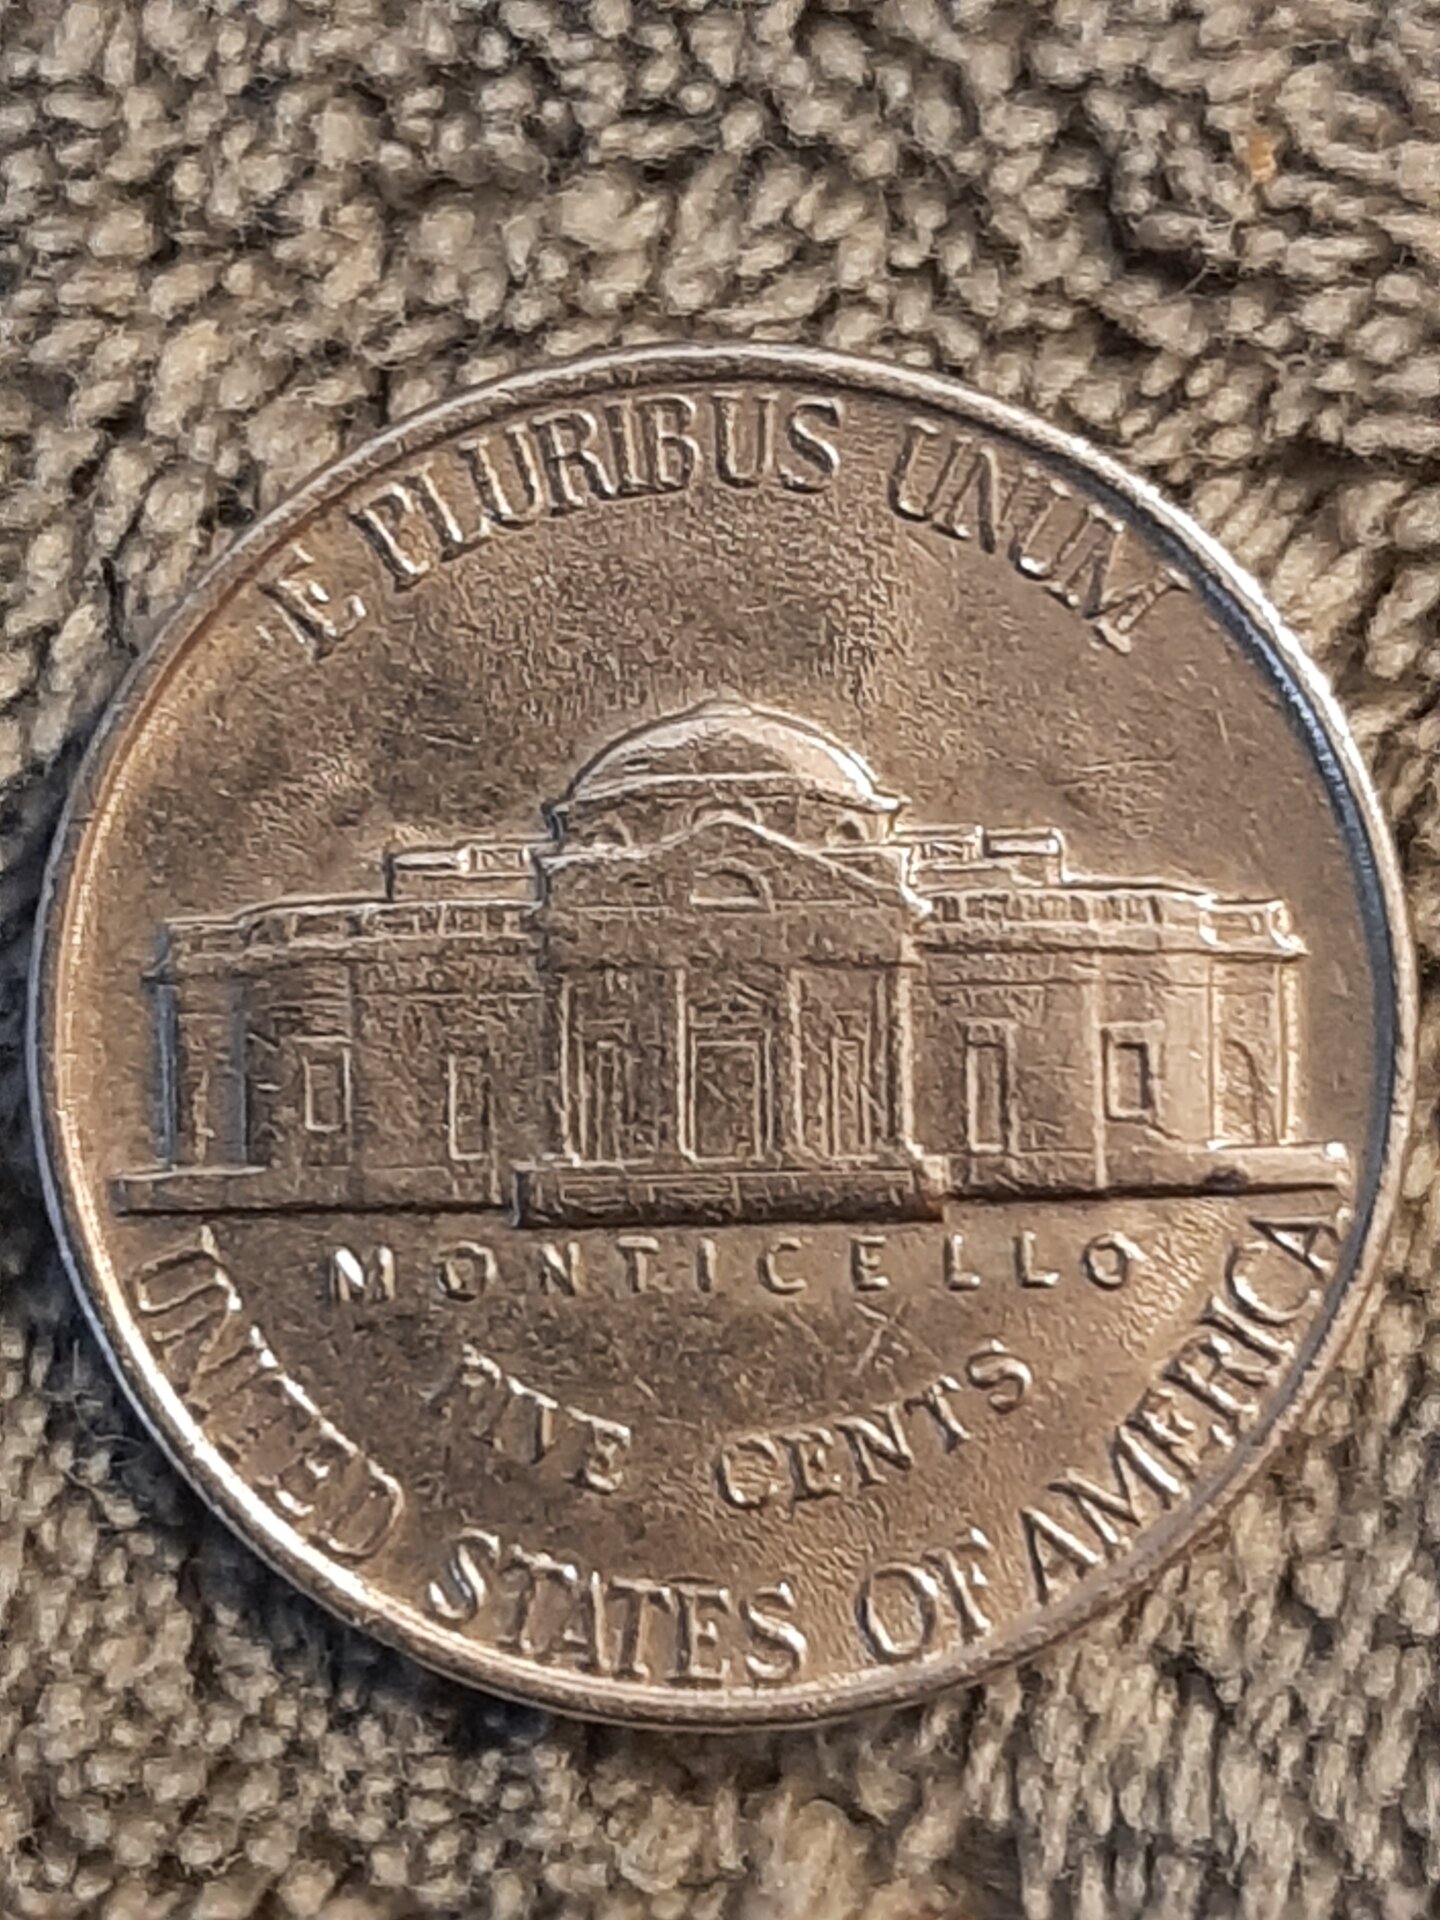 E PLURIBUS UNUM
MONTICELLO
FIVE CENTS
UNITED STATES OF AMERICA